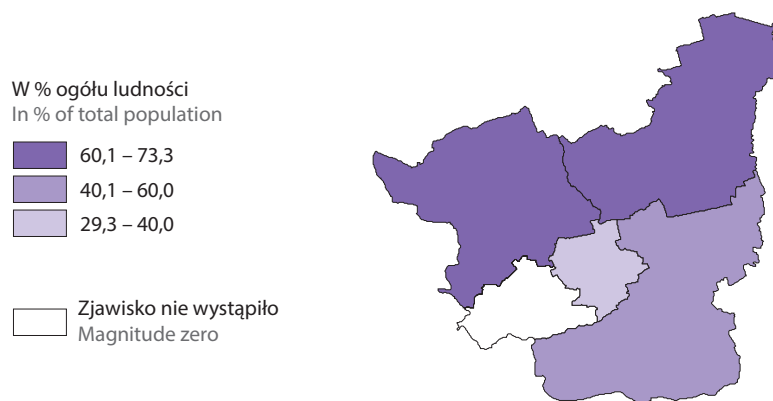 W % ogółu ludności
In % of total population
60,1 – 73,3
40,1 – 60,0
29,3 – 40,0
Zjawisko nie wystąpiło
Magnitude zero